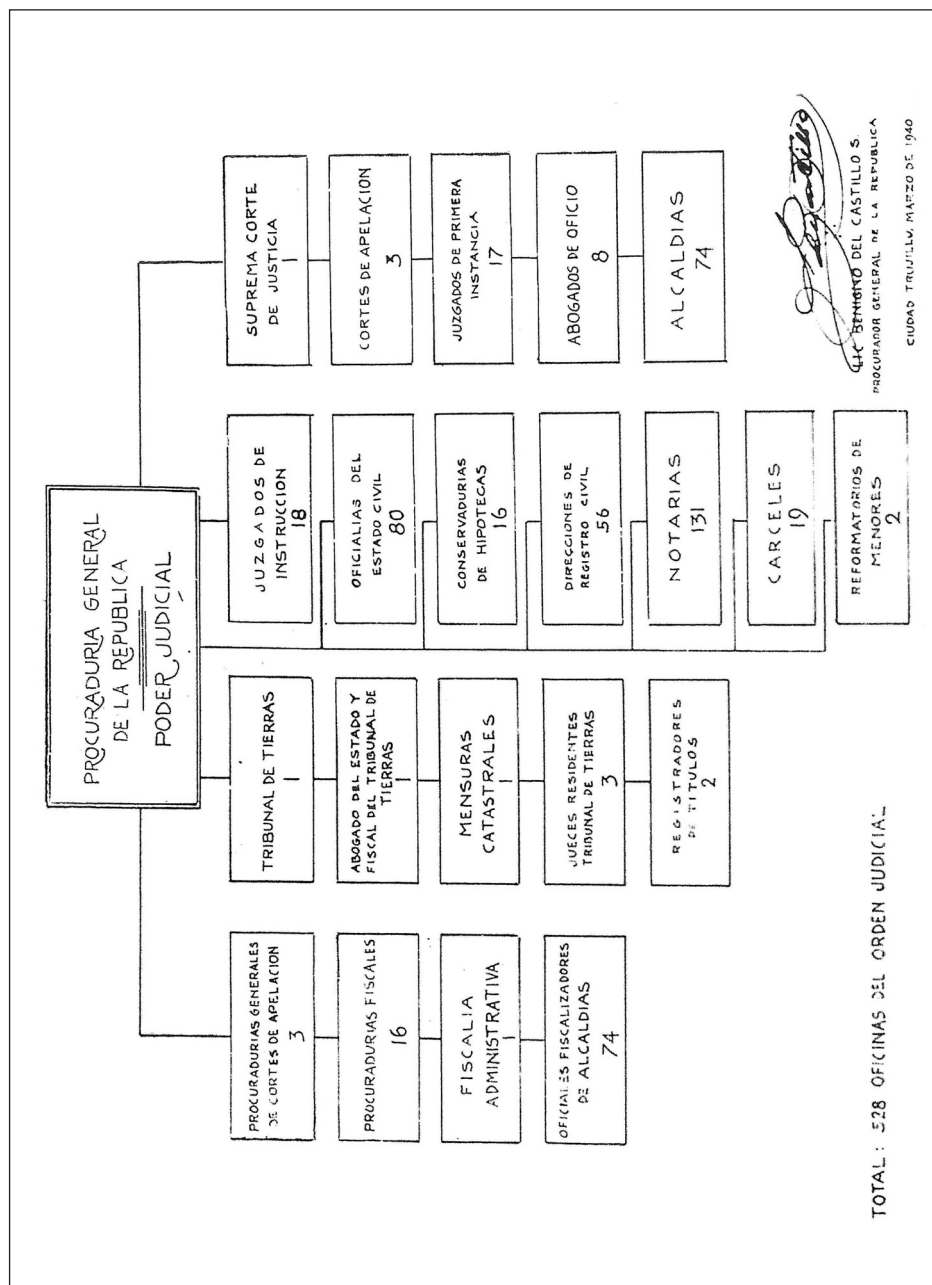 PROCURADURIA GENERAL
DE LA REPUBLICA
PODER JUDICIAL
PROCURADURIAS GENERALES
DE CORTES DE APELACION
3
PROCURADURIAS FISCALES
16
FISCALIA
ADMINISTRATIVA
1
OFICIALES FISCALIZADORES
DE ALCALDIAS
74
TRIBUNAL DE TIERRAS
1
ABOGADO DEL ESTADO Y
FISCAL DEL TRIBUNAL DE
TIERRAS
1
MENSURAS
CATASTRALES
1
JUECES RESIDENTES
TRIBUNAL DE TIERRAS
3
REGISTRADORES
DE TITULOS
2
JUZGADOS DE
INSTRUCCION
18
OFICIALIAS DEL
ESTADO CIVIL
80
CONSERVADURIAS
DE HIPOTECAS
16
DIRECCIONES DE
REGISTRO CIVIL
56
NOTARIAS
131
CARCELES
19
REFORMATORIOS DE
MENORES
2
SUPREMA CORTE
DE JUSTICIA
1
CORTES DE APELACION
3
JUZGADOS DE PRIMERA
INSTANCIA
17
ABOGADOS DE OFICIO
8
ALCALDIAS
74
TOTAL: 528 OFICINAS DEL ORDEN JUDICIAL
LIC BENIGNO DEL CASTILLO S.
PROCURADOR GENERAL DE LA REPUBLICA
CIUDAD TRUJILLO, MARZO DE 1940